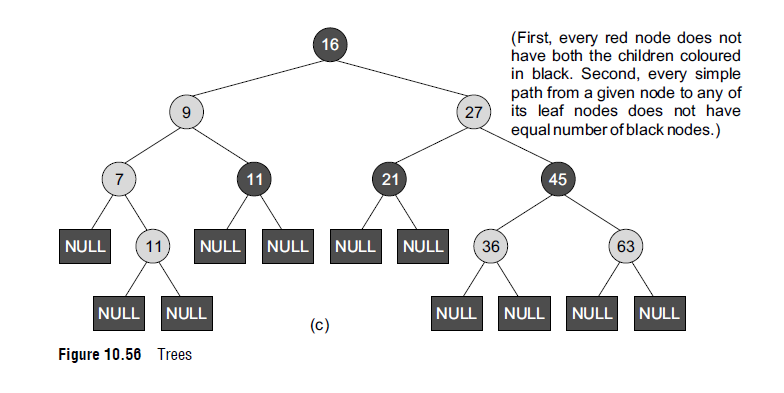 16
(First, every red node does not
have both the children coloured
in black. Second, every simple
path from a given node to any of
its leaf nodes does not have
equal number of black nodes.)
9
27
7
11
21
45
NULL
11
NULL
NULL
NULL
NULL
36
63
NULL
NULL
NULL
NULL
NULL
NULL
(c)
Figure 10.56 Trees